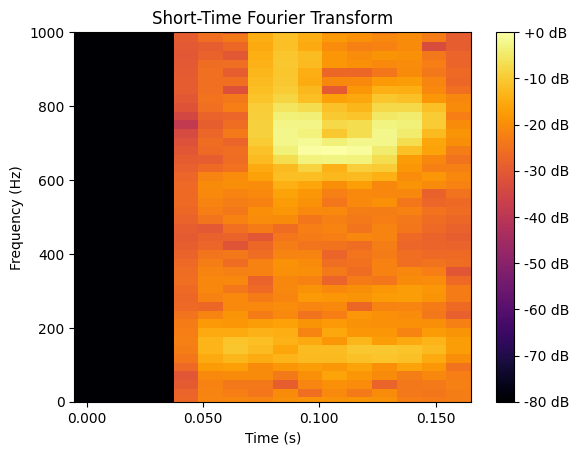 Short-Time Fourier Transform
1000
800
600
400
200
0
Frequency (Hz)
0.000
0.050
0.100
0.150
Time (s)
+0 dB
-10 dB
-20 dB
-30 dB
-40 dB
-50 dB
-60 dB
-70 dB
-80 dB